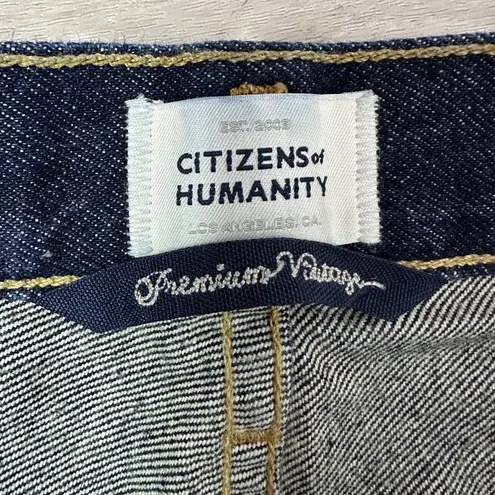 EST. 2003
CITIZENS of
HUMANITY
LOS ANGELES/CA.
Premium Vintage